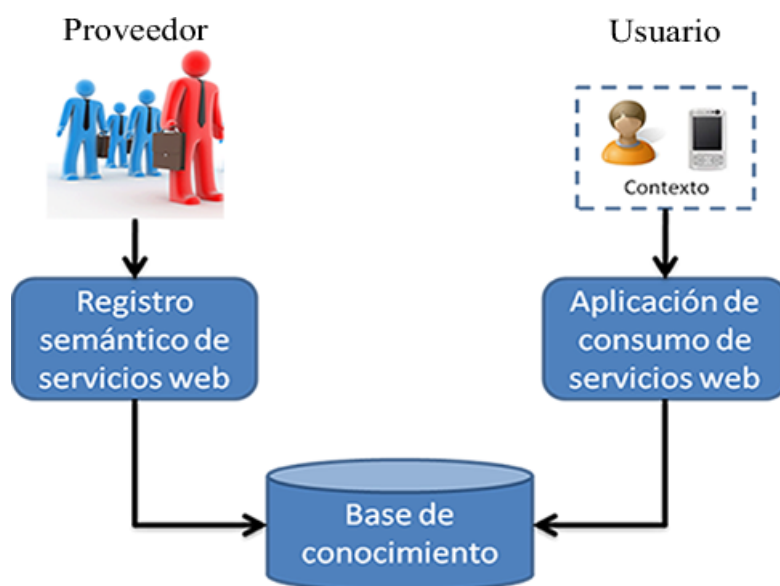 Proveedor
Usuario
Contexto
Registro
semántico de
servicios web
Aplicación de
consumo de
servicios web
Base de
conocimiento